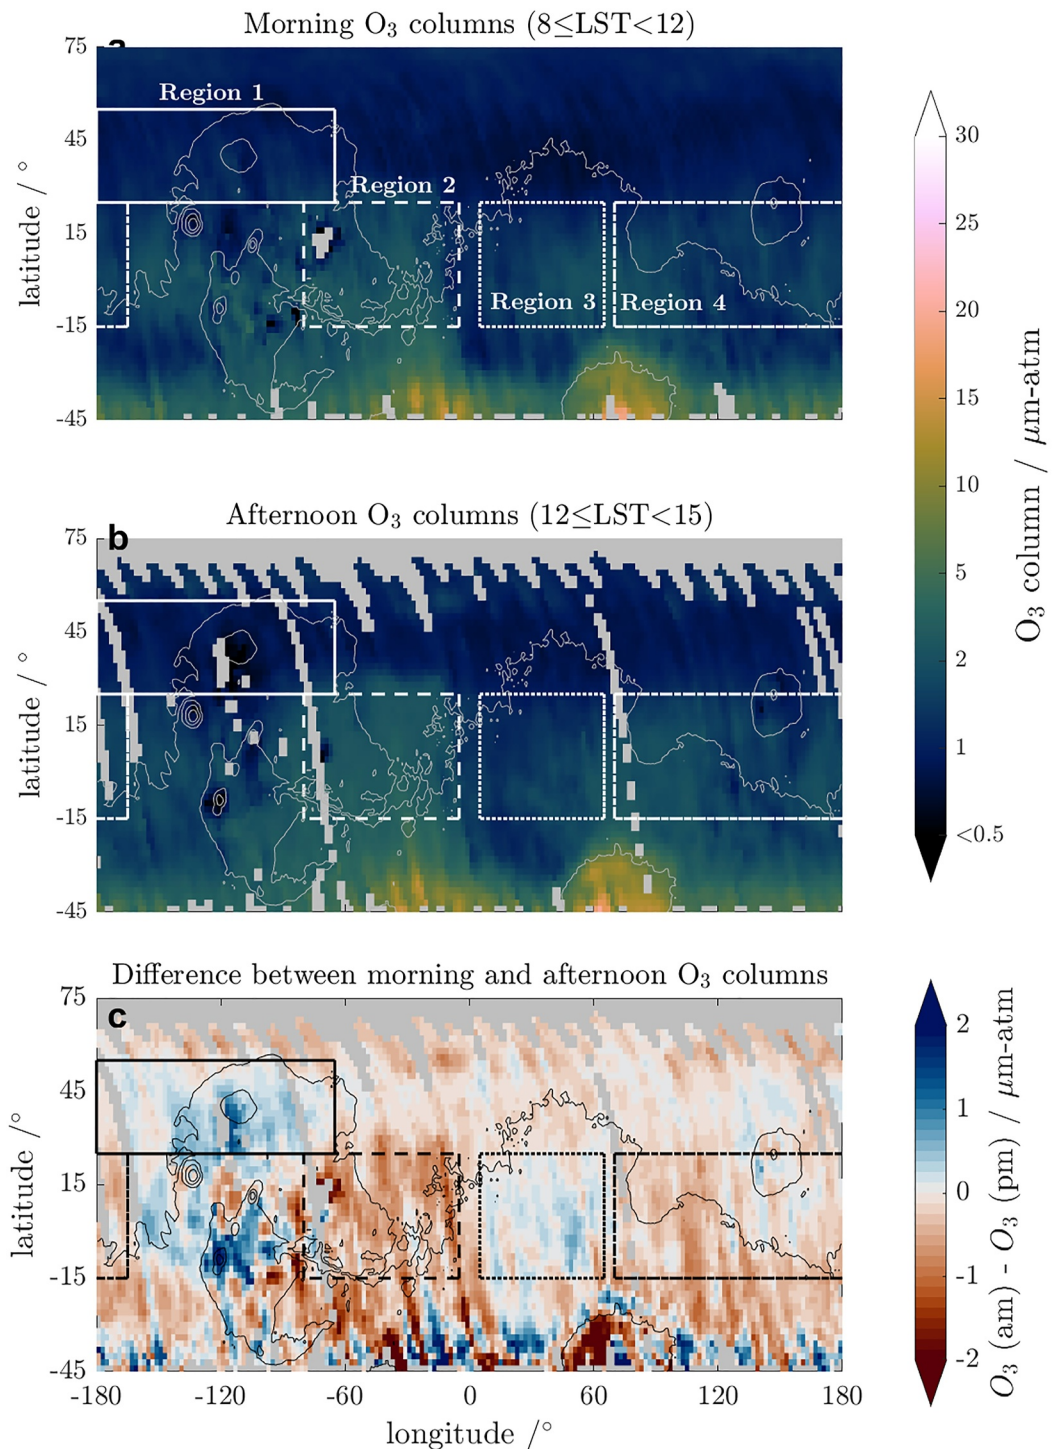 Morning O₃ columns (8≤LST<12)
a
75
45
15
-15
-45
latitude / °
Region 1
Region 2
Region 3
Region 4
Afternoon O₃ columns (12≤LST<15)
b
75
45
15
-15
-45
latitude / °
30
25
20
15
10
5
2
1
<0.5
O₃ column / μm-atm
Difference between morning and afternoon O₃ columns
c
75
45
15
-15
-45
latitude /°
-180
-120
-60
0
60
120
180
longitude /°
2
1
0
-1
-2
O₃ (am) - O₃ (pm) / μm-atm